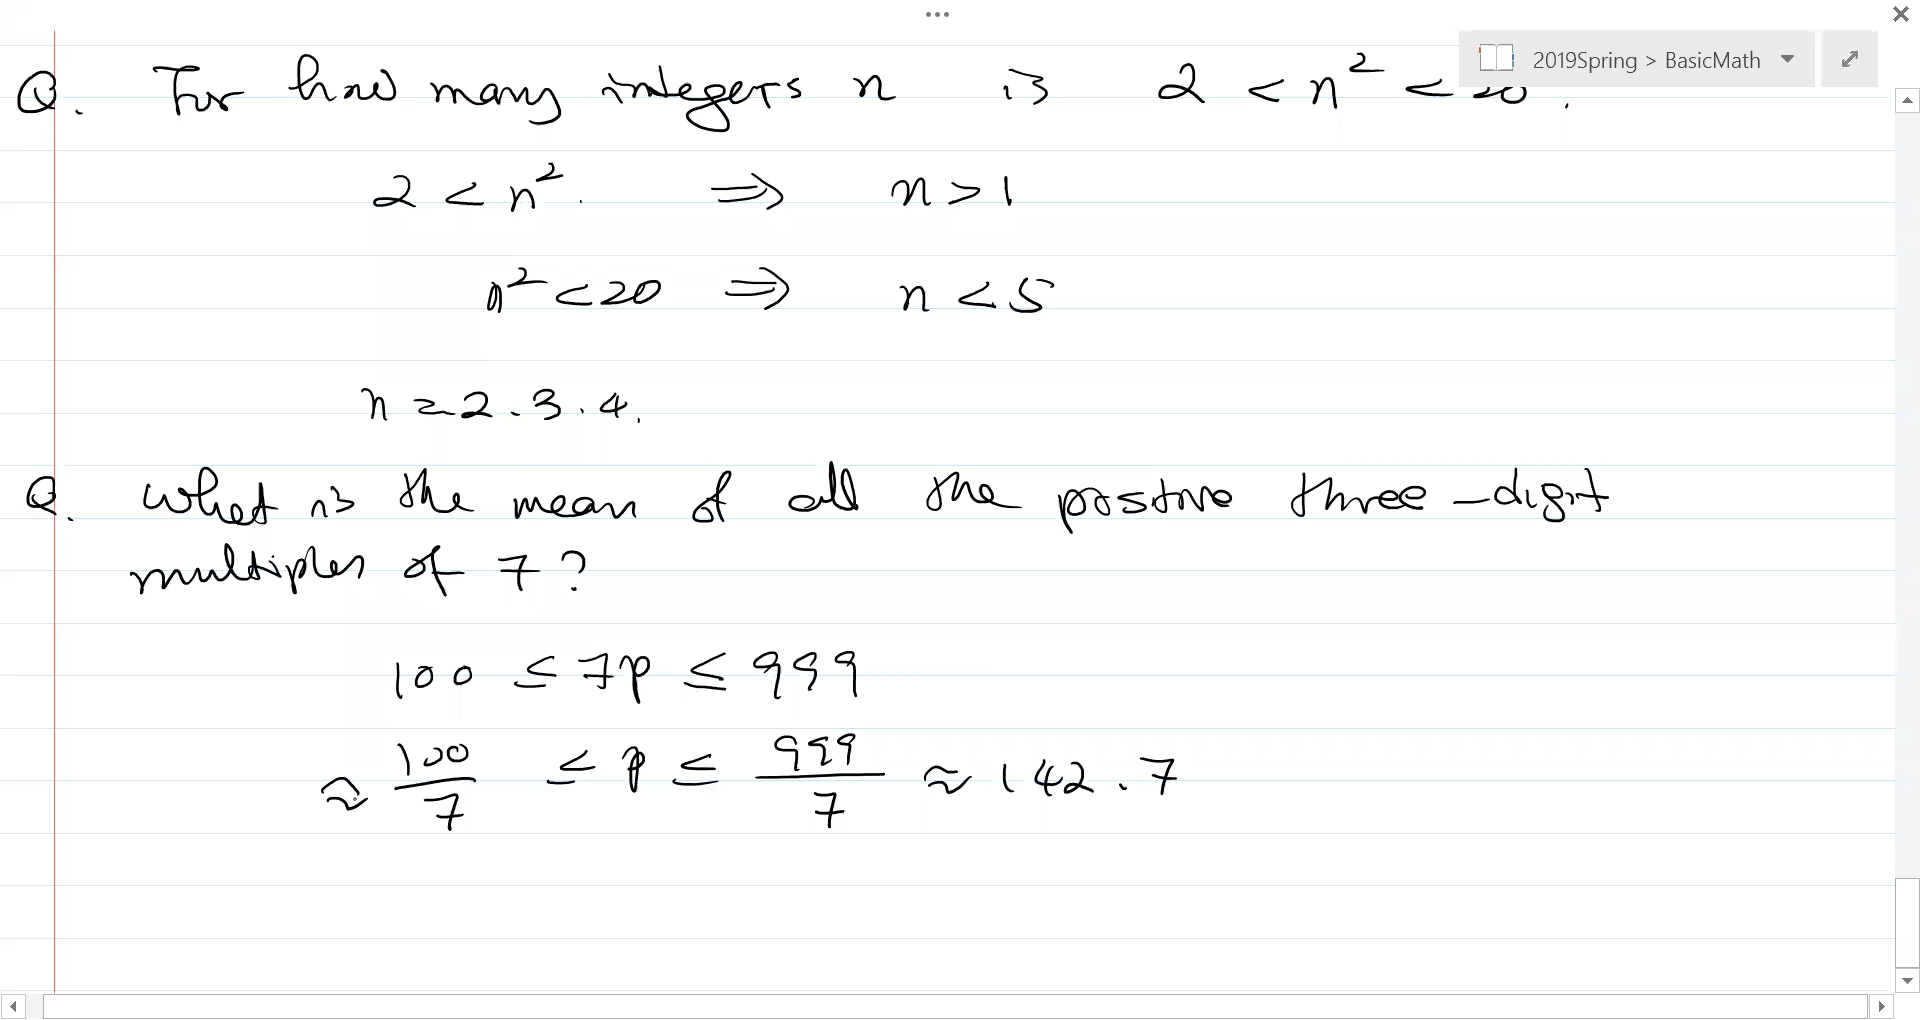 2019Spring > BasicMath
Q. For how many integers n is 2 < n² < 20.
2 < n². ⇒ n > 1
n² < 20 ⇒ n < 5
n = 2 . 3 . 4 .
Q. What is the mean of all the positive three-digit
multiples of 7 ?
100 ≤ 7p ≤ 999
≈ 100/7 ≤ p ≤ 999/7 ≈ 142.7